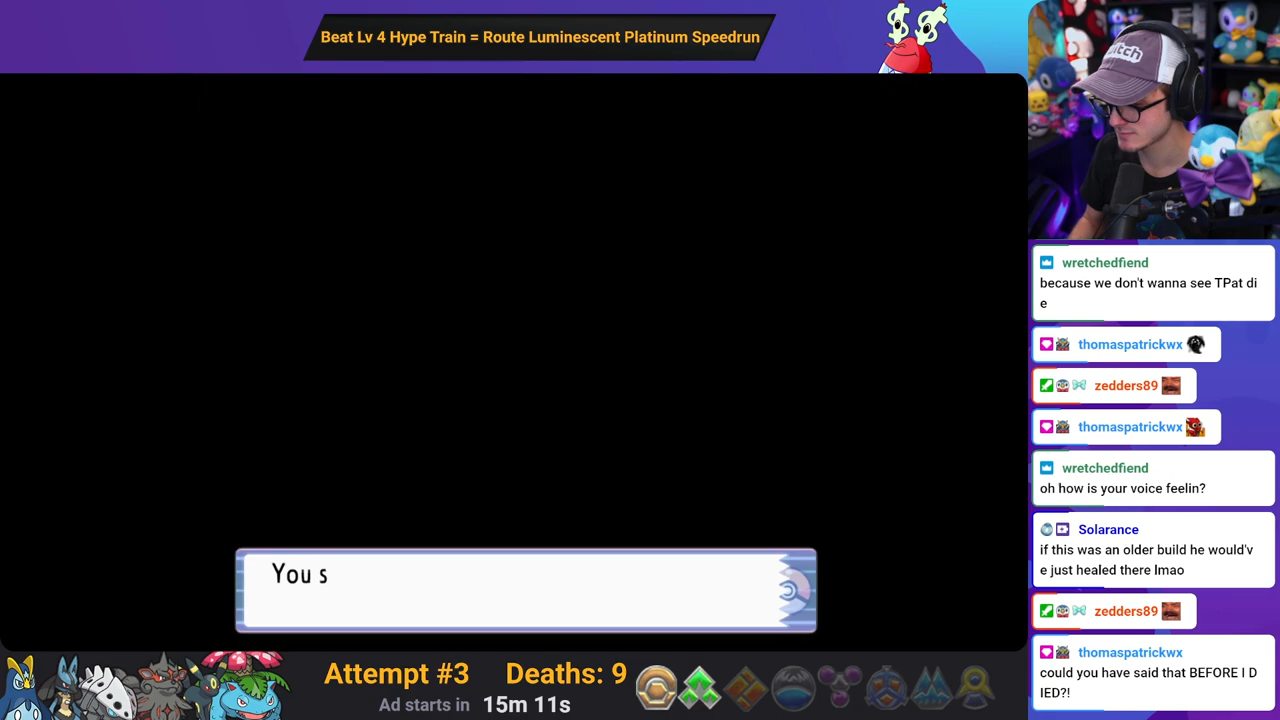 Beat Lv 4 Hype Train = Route Luminescent Platinum Speedrun
twitch
wretchedfiend
because we don't wanna see TPat di
e
thomaspatrickwx
zedders89
thomaspatrickwx
wretchedfiend
oh how is your voice feelin?
Solarance
if this was an older build he would'v
e just healed there lmao
zedders89
thomaspatrickwx
could you have said that BEFORE I D
IED?!
You s
Attempt #3 Deaths: 9
Ad starts in 15m 11s